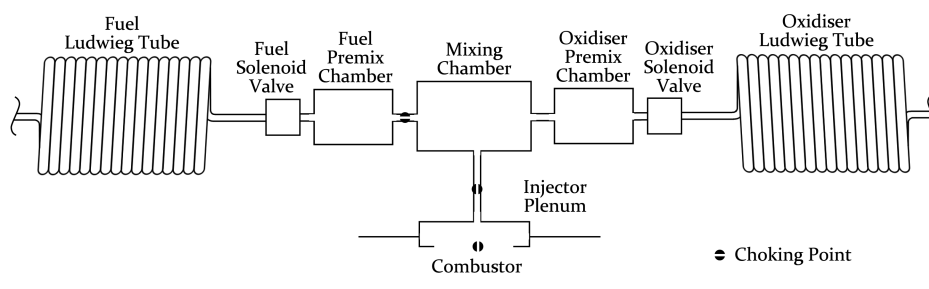 Fuel
Ludwieg Tube
Fuel
Solenoid
Valve
Fuel
Premix
Chamber
Mixing
Chamber
Oxidiser
Premix
Chamber
Oxidiser
Solenoid
Valve
Oxidiser
Ludwieg Tube
Injector
Plenum
Combustor
Choking Point